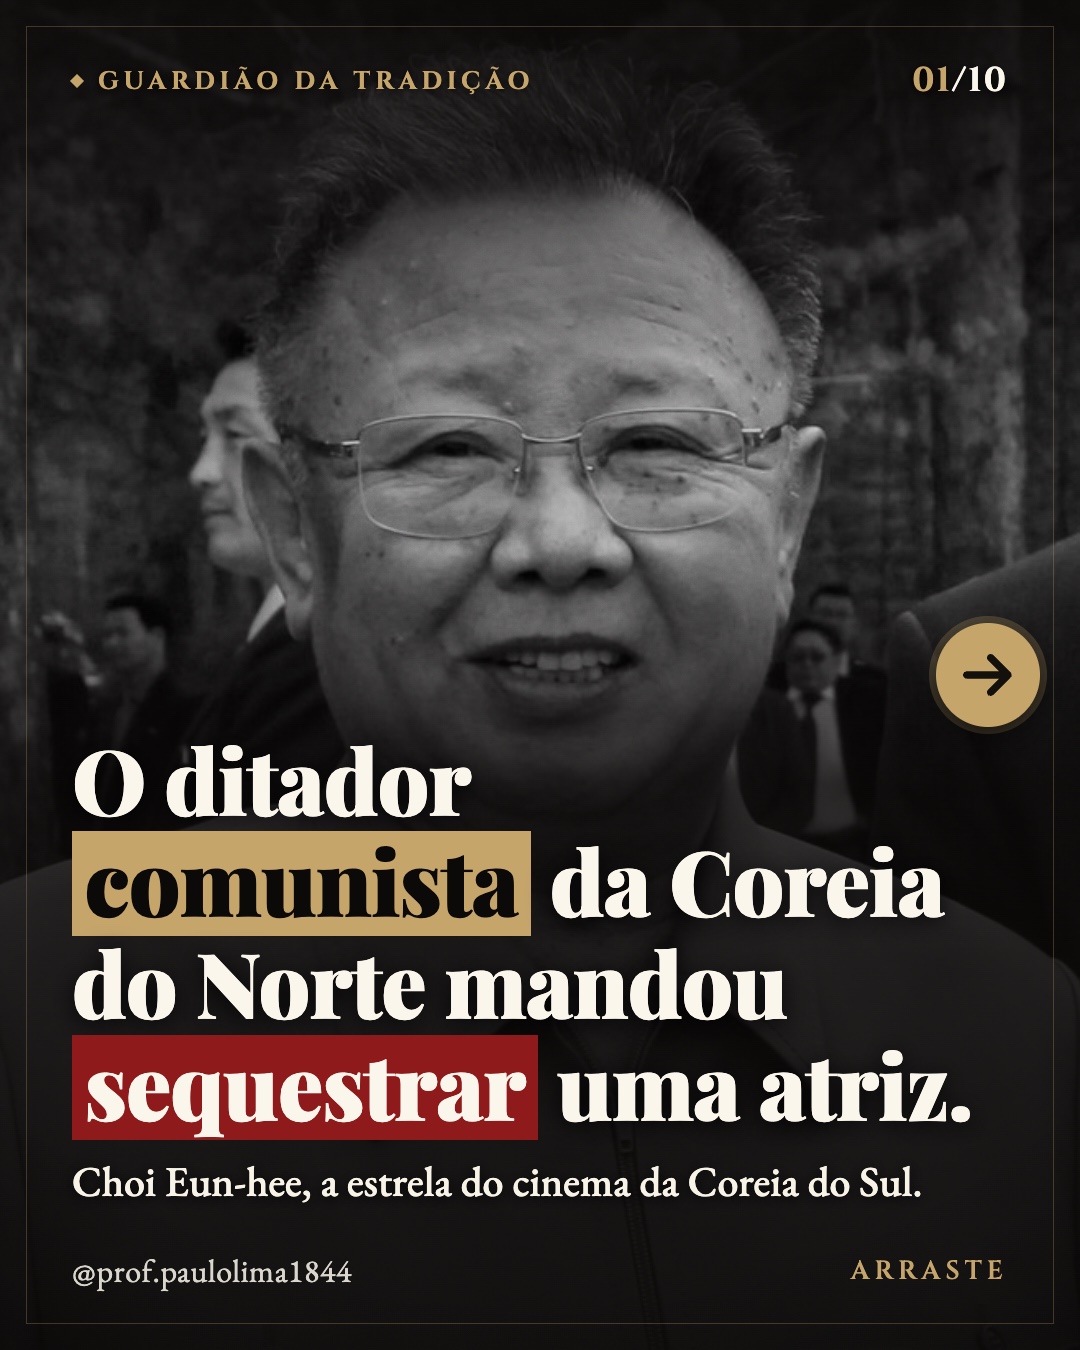 GUARDIÃO DA TRADIÇÃO
01/10
O ditador
comunista da Coreia
do Norte mandou
sequestrar uma atriz.
Choi Eun-hee, a estrela do cinema da Coreia do Sul.
@prof.paulolima1844
ARRASTE